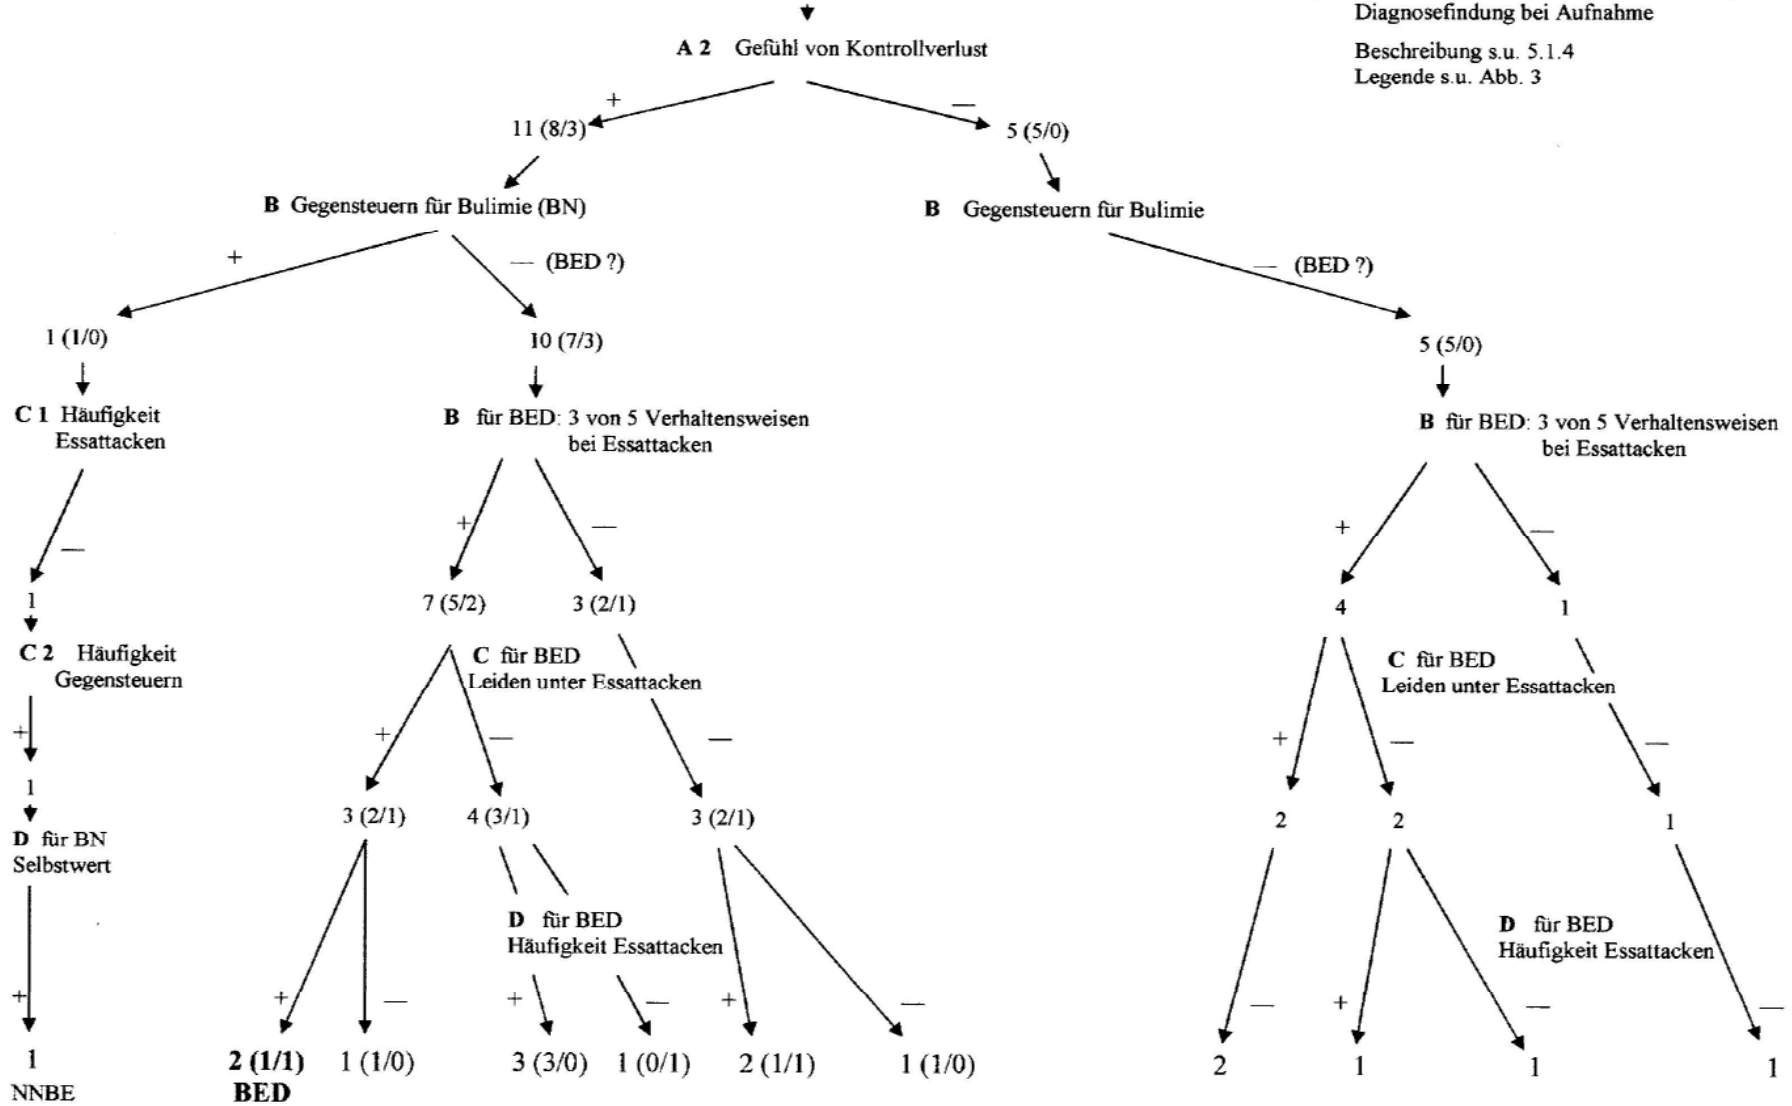 Diagnosefindung bei Aufnahme
A 2 Gefühl von Kontrollverlust
Beschreibung s.u. 5.1.4
Legende s.u. Abb. 3
+ —
11 (8/3) 5 (5/0)
B Gegensteuern für Bulimie (BN) B Gegensteuern für Bulimie
+ — (BED ?) — (BED ?)
1 (1/0) 10 (7/3) 5 (5/0)
C 1 Häufigkeit B für BED: 3 von 5 Verhaltensweisen B für BED: 3 von 5 Verhaltensweisen
Essattacken bei Essattacken bei Essattacken
+ — + —
—
1 7 (5/2) 3 (2/1) 4 1
C 2 Häufigkeit C für BED C für BED
Gegensteuern Leiden unter Essattacken Leiden unter Essattacken
+ + — — + — —
1 3 (2/1) 4 (3/1) 3 (2/1) 2 2 1
D für BN
Selbstwert
D für BED D für BED
Häufigkeit Essattacken Häufigkeit Essattacken
+ + — + — + — — + — —
1 2 (1/1) 1 (1/0) 3 (3/0) 1 (0/1) 2 (1/1) 1 (1/0) 2 1 1 1
NNBE BED